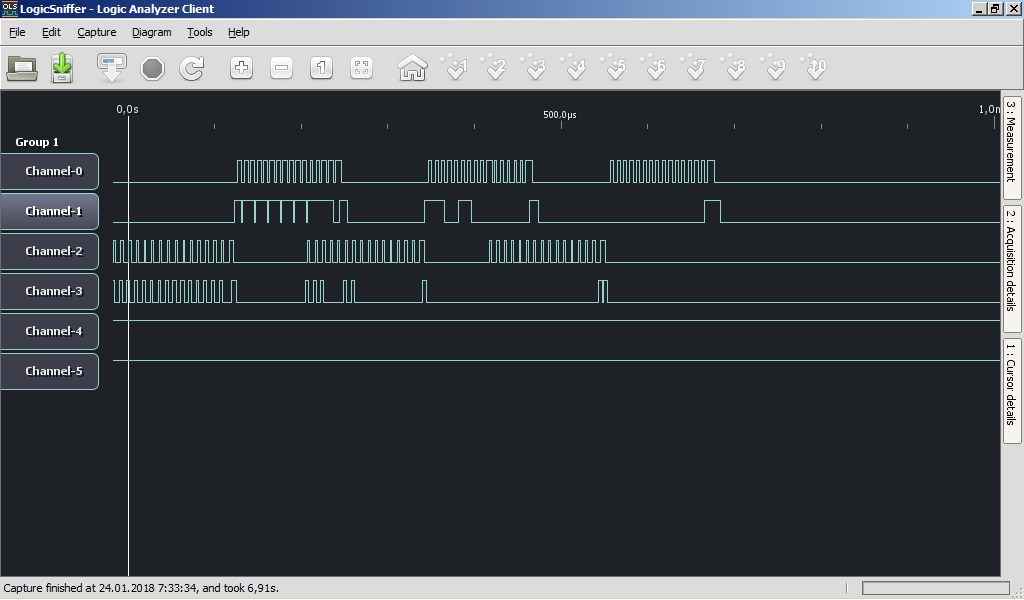 OLS
LogicSniffer - Logic Analyzer Client
File Edit Capture Diagram Tools Help
1 1 2 3 4 5 6 7 8 9 10
0,0s 500,0µs 1,0m
Group 1
Channel-0
Channel-1
Channel-2
Channel-3
Channel-4
Channel-5
3 : Measurement
2 : Acquisition details
1 : Cursor details
Capture finished at 24.01.2018 7:33:34, and took 6,91s.